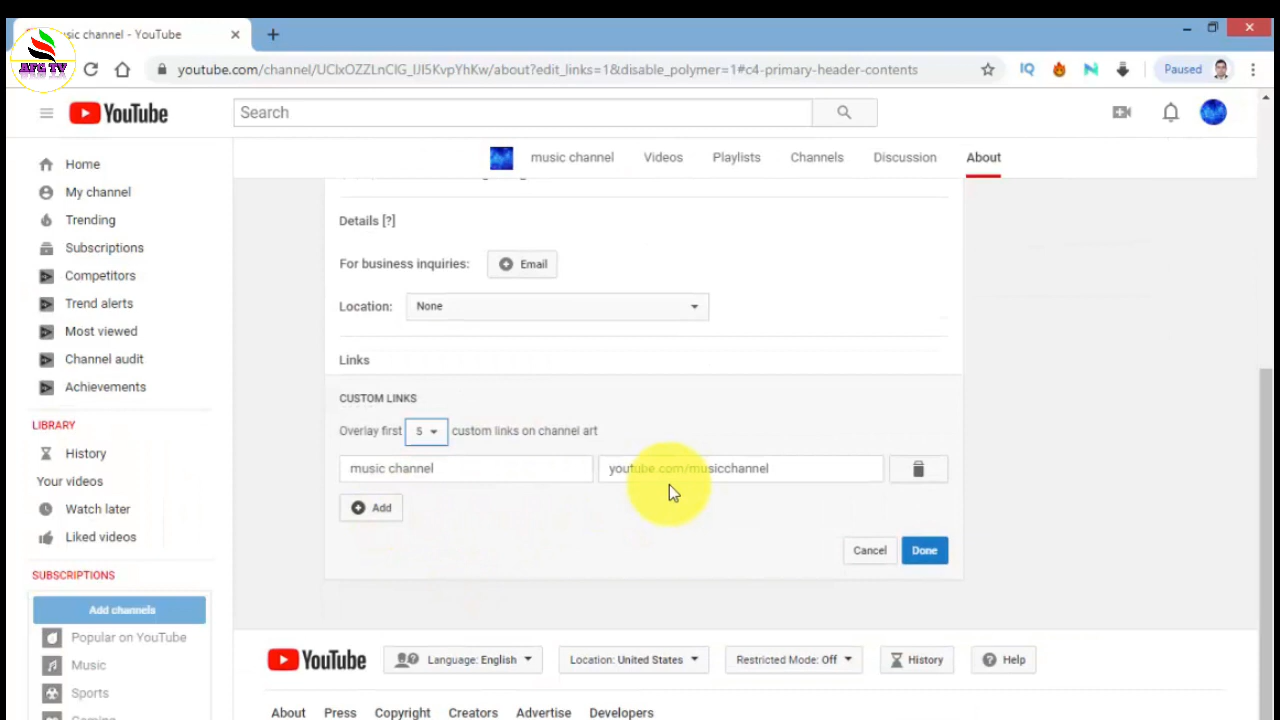 music channel - YouTube
AFG TV
youtube.com/channel/UClxOZZLnClG_IJI5KvpYhKw/about?edit_links=1&disable_polymer=1#c4-primary-header-contents
IQ
N
Paused
YouTube
Search
music channel
Videos
Playlists
Channels
Discussion
About
Home
My channel
Trending
Subscriptions
Competitors
Trend alerts
Most viewed
Channel audit
Achievements
LIBRARY
History
Your videos
Watch later
Liked videos
SUBSCRIPTIONS
Add channels
Popular on YouTube
Music
Sports
Details [?]
For business inquiries: Email
Location: None
Links
CUSTOM LINKS
Overlay first 5 custom links on channel art
music channel youtube.com/musicchannel
Add
Cancel Done
YouTube Language: English Location: United States Restricted Mode: Off History Help
About Press Copyright Creators Advertise Developers